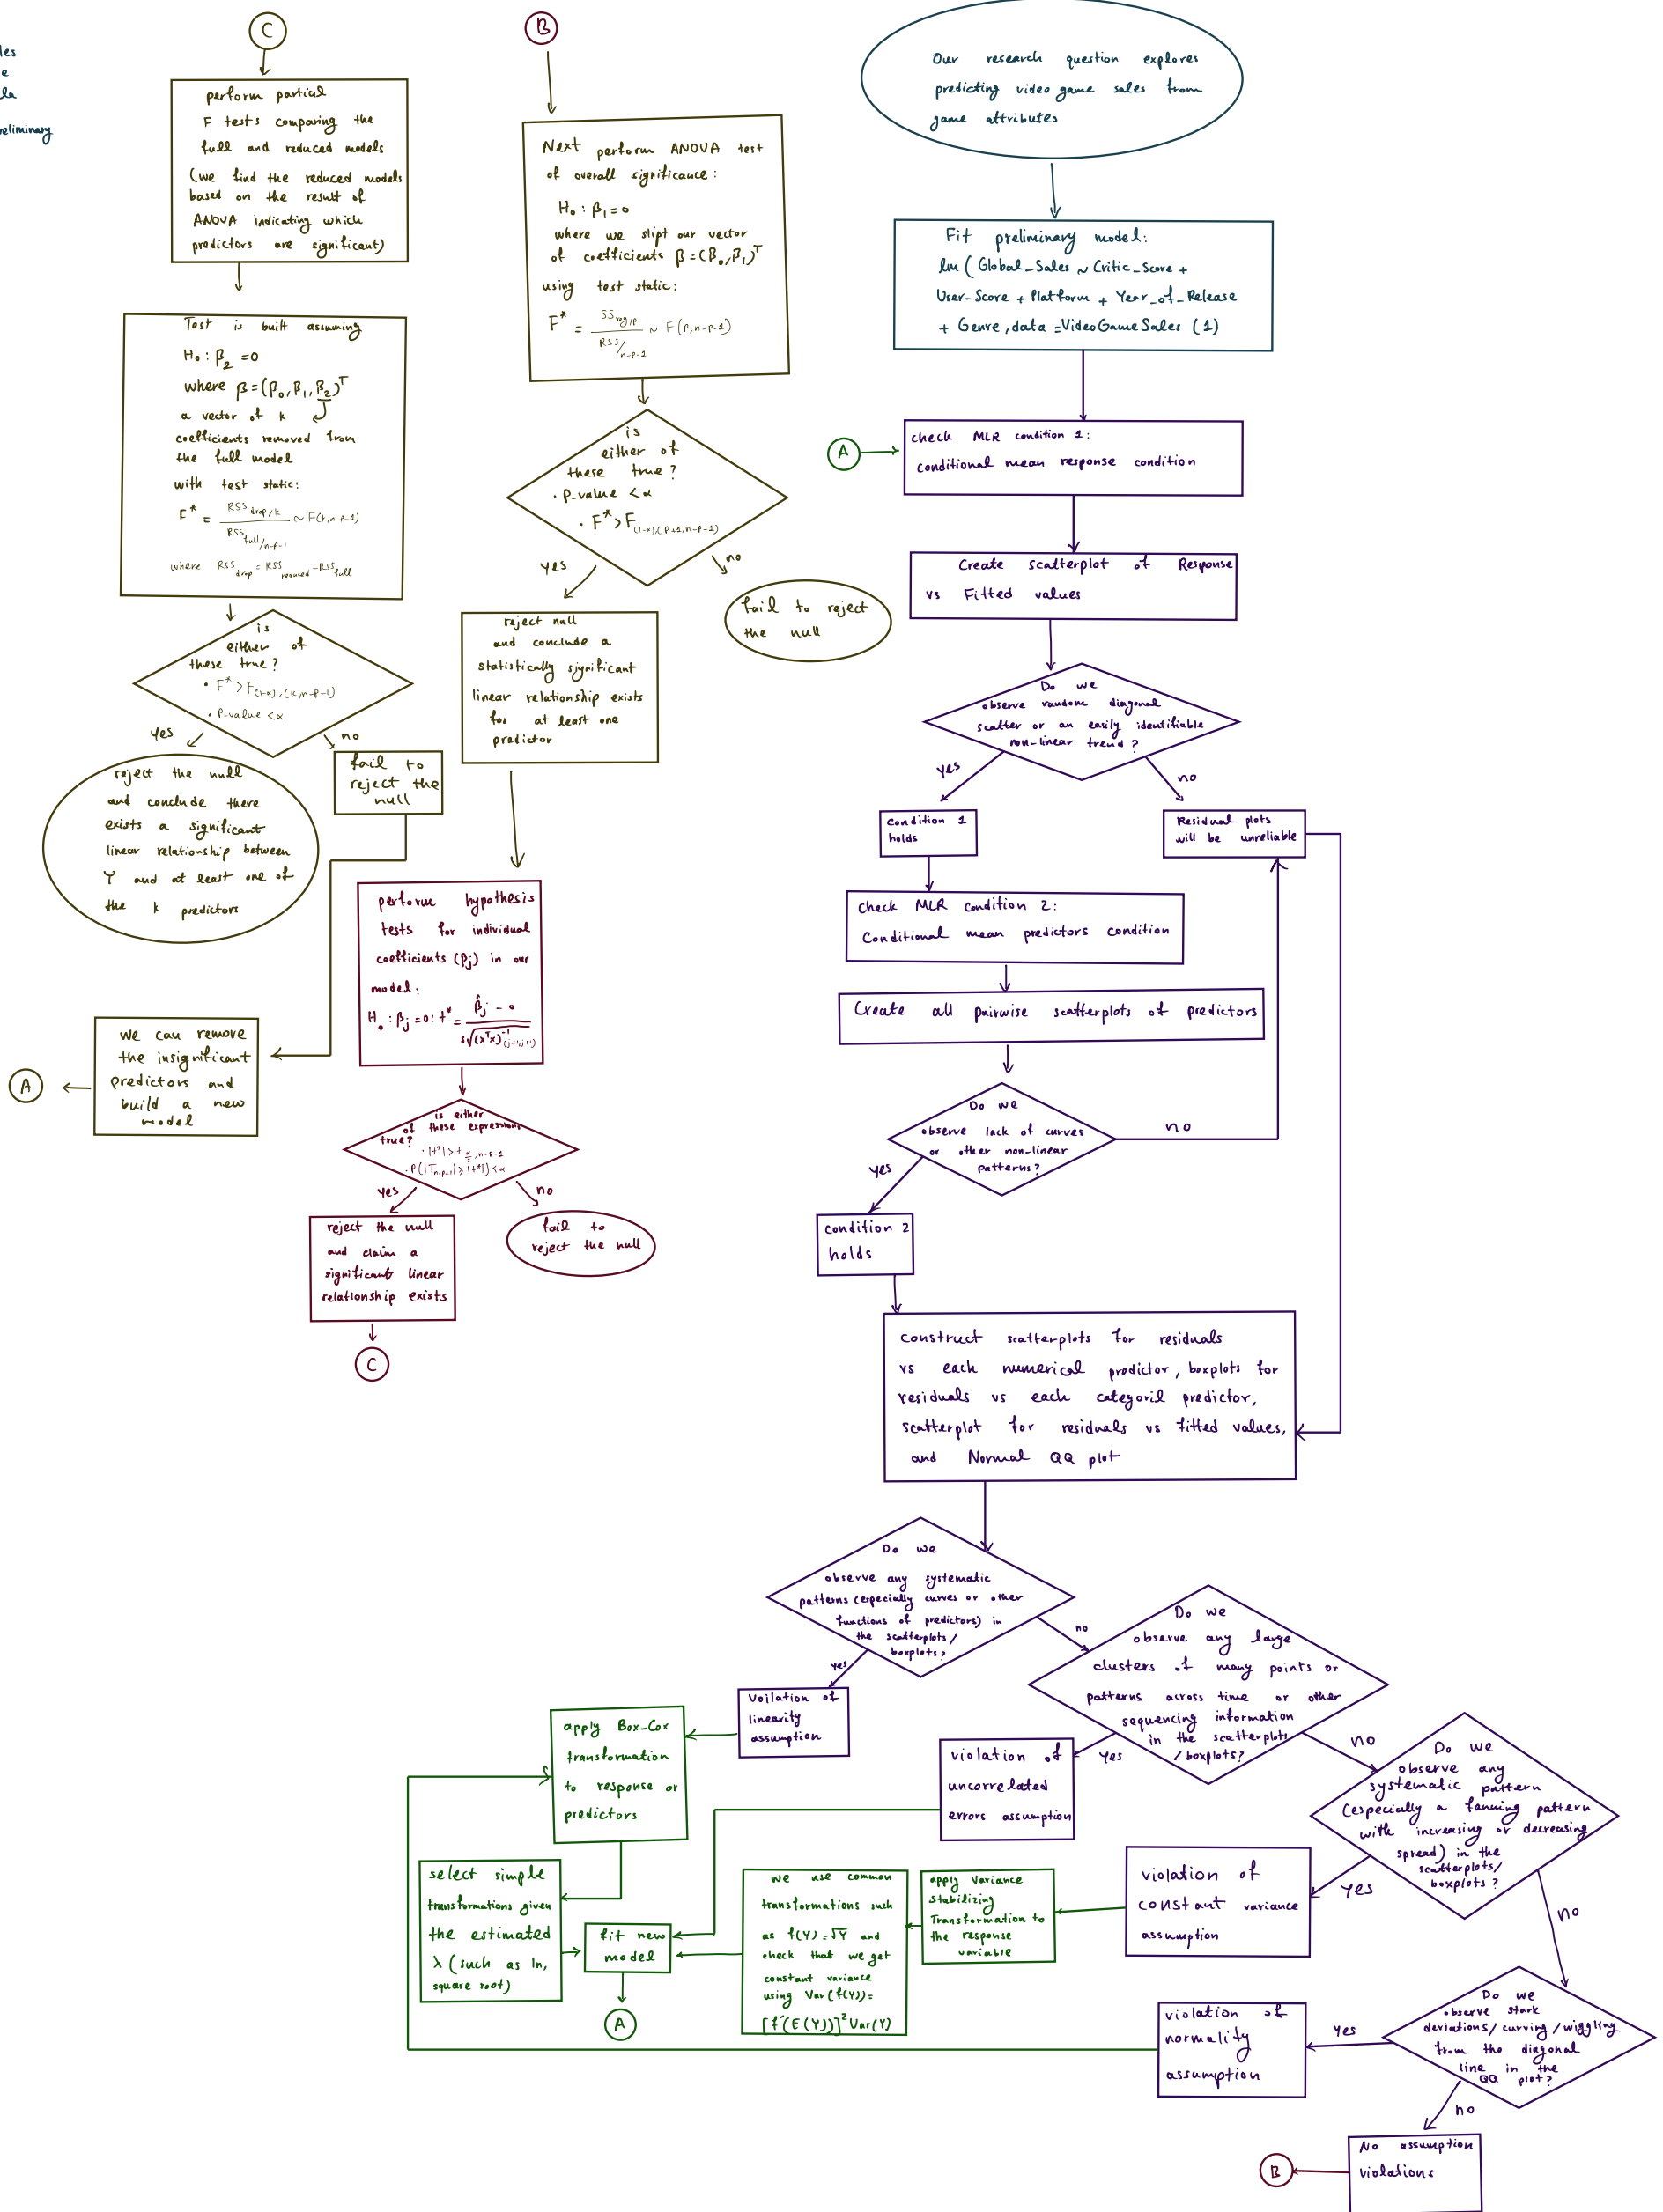 les
e
la
reliminary
C
perform partial
F tests comparing the
full and reduced models
(we find the reduced models
based on the result of
ANOVA indicating which
predictors are significant)
Test is built assuming
H₀ : β₂ = 0
where β = (β₀, β₁, β₂)ᵀ
a vector of k
coefficients removed from
the full model
with test static:
F* = (RSS drop/k) / (RSS full/n-p-1) ~ F(k, n-p-1)
where RSS drop = RSS reduced - RSS full
is
either of
these true?
• F* > F(1-α), (k, n-p-1)
• P-value < α
yes
no
reject the null
and conclude there
exists a significant
linear relationship between
Y and at least one of
the k predictors
fail to
reject the
null
we can remove
the insignificant
predictors and
build a new
model
A
B
Next perform ANOVA test
of overall significance:
H₀ : β₁ = 0
where we slipt our vector
of coefficients β = (β₀, β₁)ᵀ
using test static:
F* = (SS reg/p) / (RSS/n-p-1) ~ F(p, n-p-1)
is
either of
these true?
• P-value < α
• F* > F(1-α), (p+1, n-p-1)
yes
no
fail to reject
the null
reject null
and conclude a
statistically significant
linear relationship exists
for at least one
predictor
perform hypothesis
tests for individual
coefficients (βj) in our
model:
H₀ : βj = 0 : t* = (β̂j - 0) / (s√(xᵀx)⁻¹(j+1, j+1))
is either
of these expressions
true?
• |t*| > t α/2, n-p-1
• P(|T n-p-1| ≥ |t*|) < α
yes
no
reject the null
and claim a
significant linear
relationship exists
fail to
reject the null
C
Our research question explores
predicting video game sales from
game attributes
Fit preliminary model:
lm ( Global_Sales ~ Critic_Score +
User-Score + Platform + Year_of_Release
+ Genre, data = VideoGameSales (1)
A
check MLR condition 1:
conditional mean response condition
Create scatterplot of Response
vs Fitted values
Do we
observe random diagonal
scatter or an easily identifiable
non-linear trend?
yes
no
Condition 1
holds
Residual plots
will be unreliable
Check MLR Condition 2:
Conditional mean predictors condition
Create all pairwise scatterplots of predictors
Do we
observe lack of curves
or other non-linear
patterns?
no
yes
condition 2
holds
construct scatterplots for residuals
vs each numerical predictor, boxplots for
residuals vs each categoril predictor,
scatterplot for residuals vs fitted values,
and Normal QQ plot
Do we
observe any systematic
patterns (especially curves or other
functions of predictors) in
the scatterplots/
boxplots?
yes
no
Voilation of
linearity
assumption
apply Box-Cox
transformation
to response or
predictors
select simple
transformations given
the estimated
λ (such as ln,
square root)
fit new
model
A
Do we
observe any large
clusters of many points or
patterns across time or other
sequencing information
in the scatterplots
/boxplots?
yes
no
violation of
uncorrelated
errors assumption
Do we
observe any
systematic pattern
(especially a fanning pattern
with increasing or decreasing
spread) in the
scatterplots/
boxplots?
yes
no
violation of
constant variance
assumption
apply Variance
Stabilizing
Transformation to
the response
variable
we use common
transformations such
as f(Y) = √Y and
check that we get
constant variance
using Var(f(Y)) =
[f'(E(Y))]² Var(Y)
Do we
observe stark
deviations/curving/wiggling
from the diagonal
line in the
QQ plot?
yes
no
violation of
normality
assumption
No assumption
violations
B